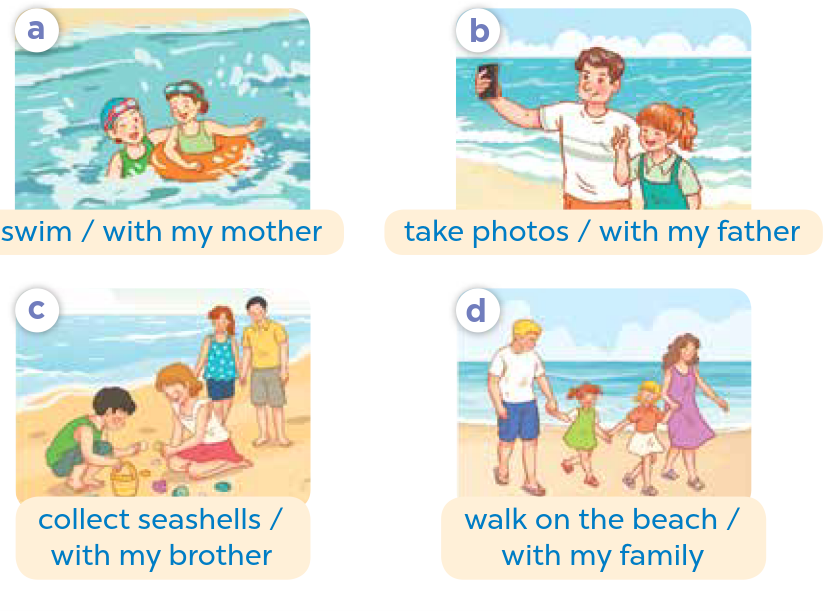 a
b
swim / with my mother
take photos / with my father
c
d
collect seashells /
with my brother
walk on the beach /
with my family